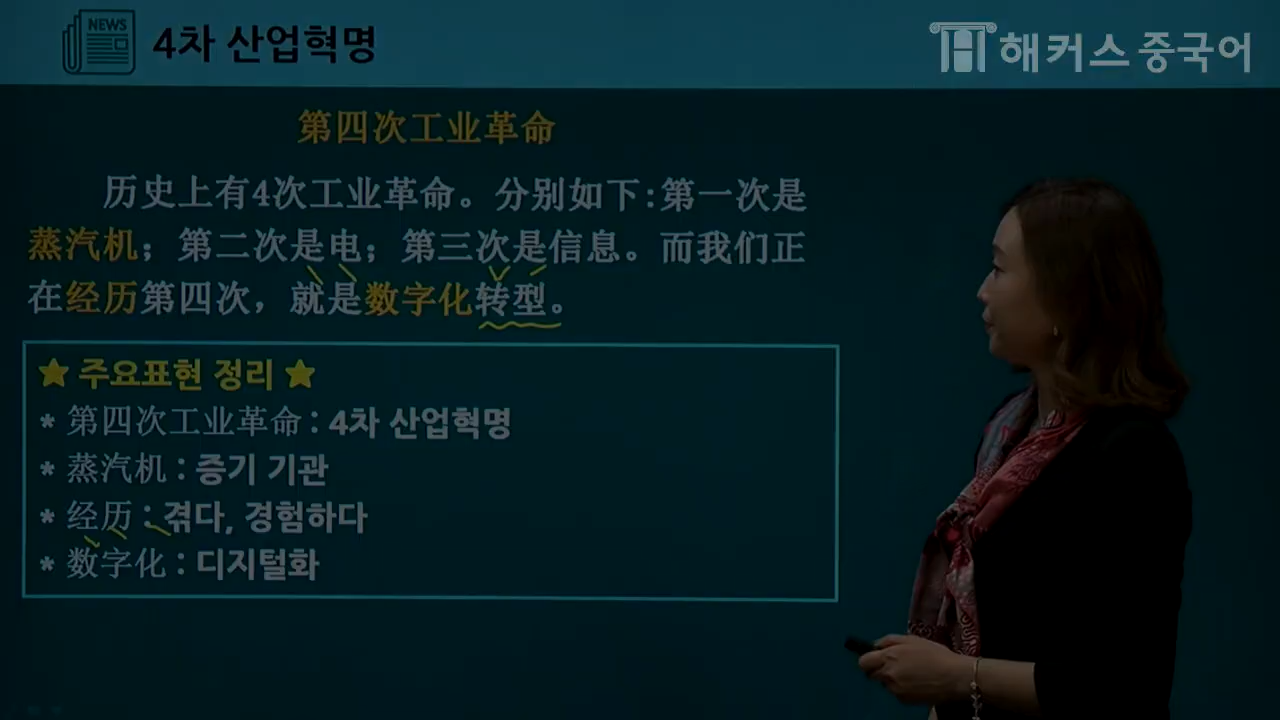 NEWS
4차 산업혁명
해커스 중국어
第四次工业革命
历史上有4次工业革命。分别如下:第一次是
蒸汽机；第二次是电；第三次是信息。而我们正
在经历第四次，就是数字化转型。
★ 주요표현 정리 ★
* 第四次工业革命 : 4차 산업혁명
* 蒸汽机 : 증기 기관
* 经历 : 겪다, 경험하다
* 数字化 : 디지털화